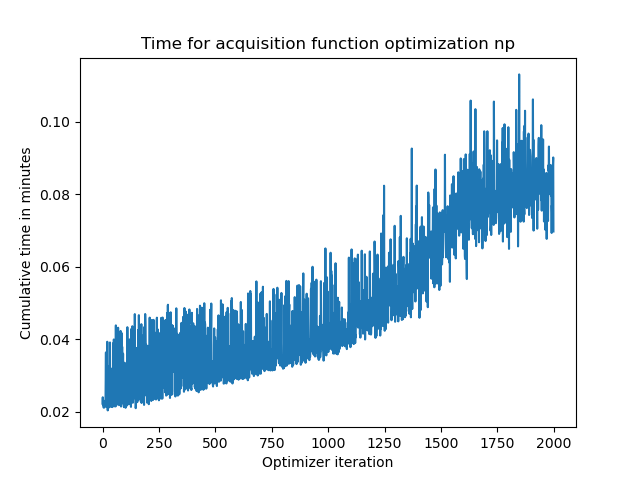 Time for acquisition function optimization np
Cumulative time in minutes
0.10
0.08
0.06
0.04
0.02
0 250 500 750 1000 1250 1500 1750 2000
Optimizer iteration